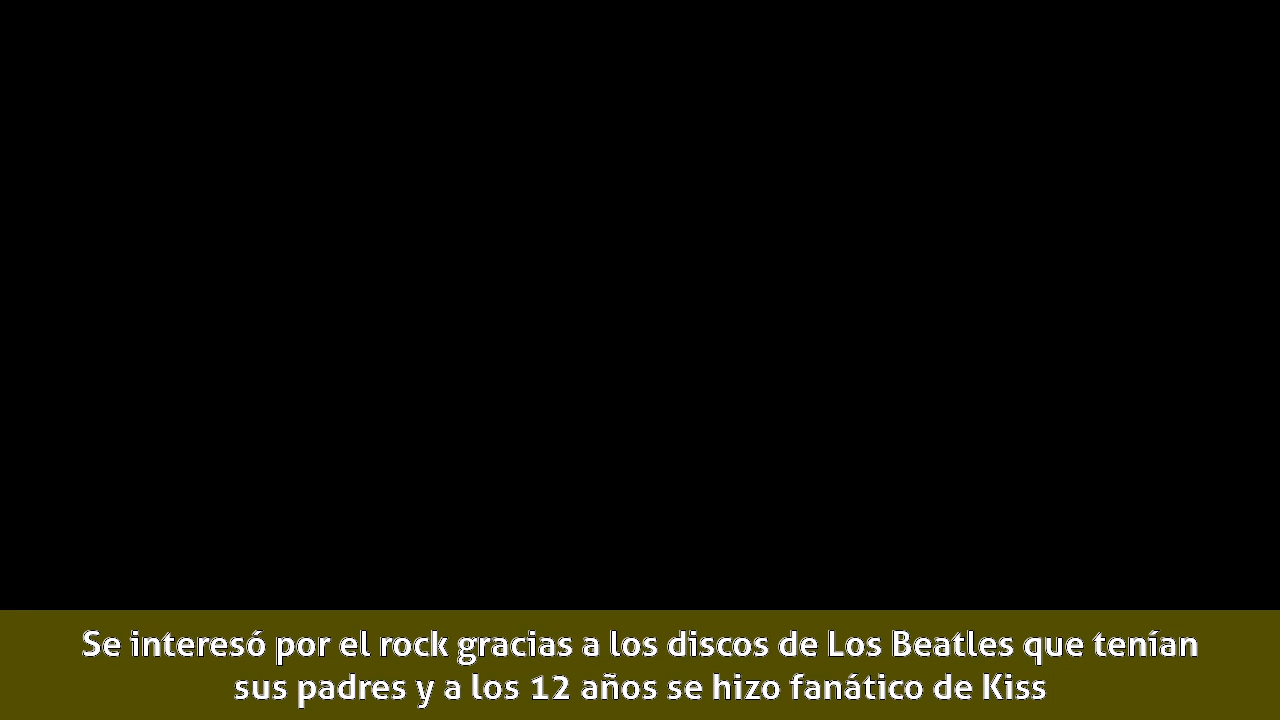 Se interesó por el rock gracias a los discos de Los Beatles que tenían
sus padres y a los 12 años se hizo fanático de Kiss